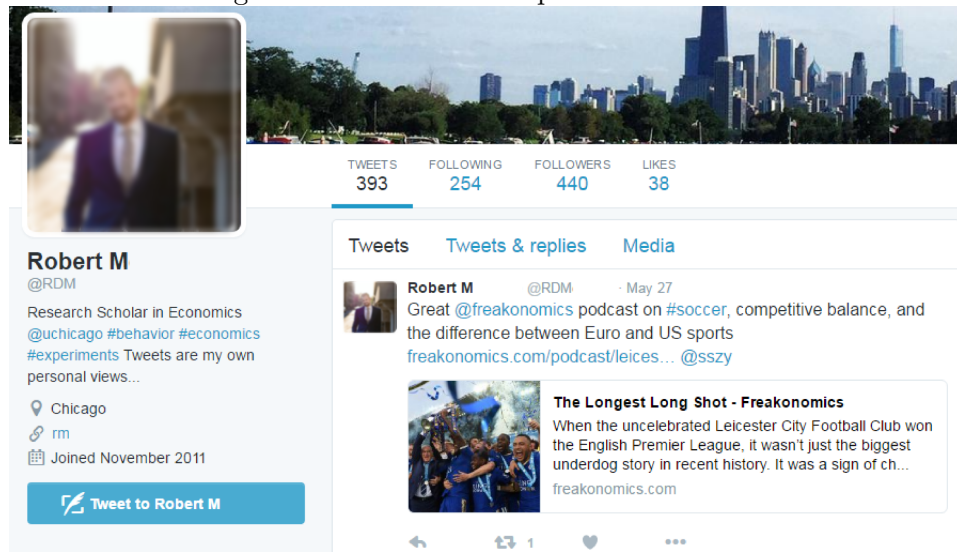 TWEETS FOLLOWING FOLLOWERS LIKES
393 254 440 38
Robert M
@RDM
Research Scholar in Economics
@uchicago #behavior #economics
#experiments Tweets are my own
personal views...
Chicago
rm
Joined November 2011
Tweet to Robert M
Tweets Tweets & replies Media
Robert M @RDM · May 27
Great @freakonomics podcast on #soccer, competitive balance, and
the difference between Euro and US sports
freakonomics.com/podcast/leices… @sszy
The Longest Long Shot - Freakonomics
When the uncelebrated Leicester City Football Club won
the English Premier League, it wasn't just the biggest
underdog story in recent history. It was a sign of ch...
freakonomics.com
1